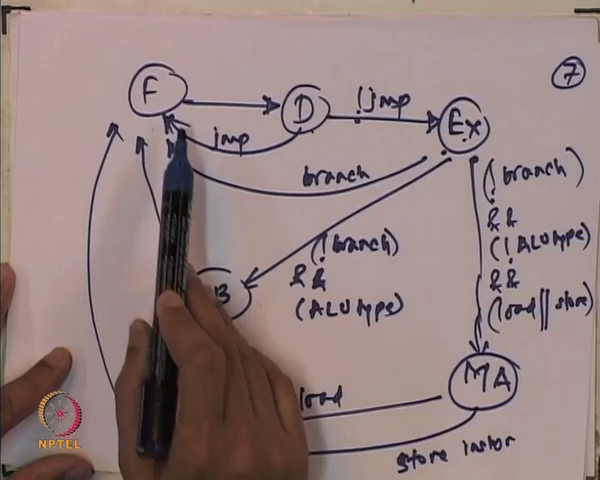 7
F
D
!jmp
Ex
jmp
branch
(!branch)
&&
(!ALUtype)
&&
(load||store)
(!branch)
&&
(ALUtype)
B
MA
load
store instr
NPTEL